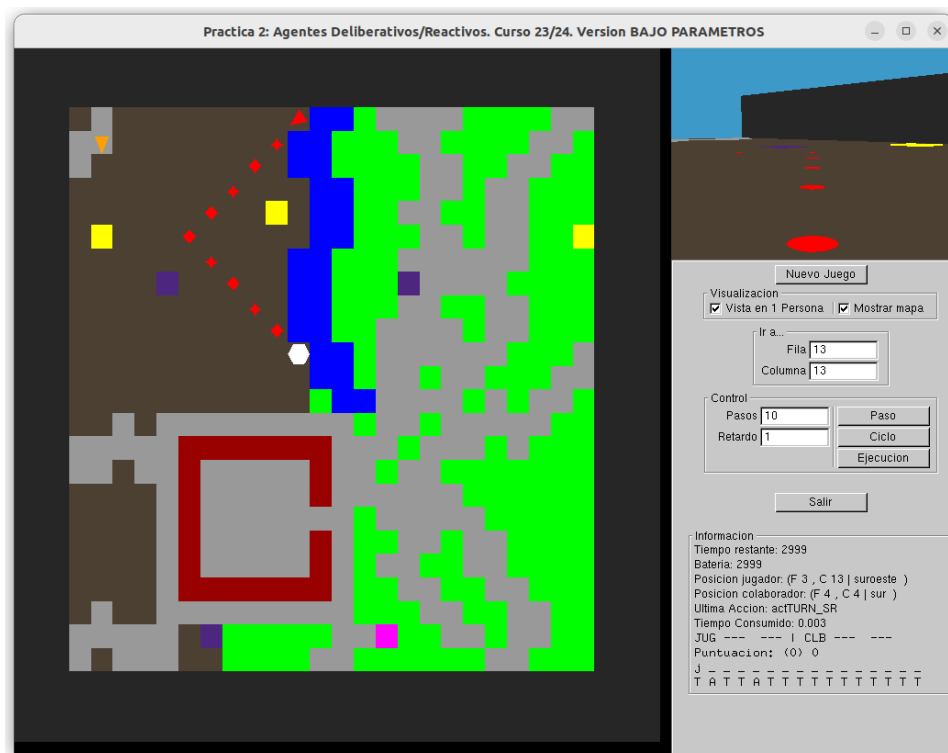 Practica 2: Agentes Deliberativos/Reactivos. Curso 23/24. Version BAJO PARAMETROS
Nuevo Juego
Visualizacion
Vista en 1 Persona
Mostrar mapa
Ir a...
Fila 13
Columna 13
Control
Pasos 10 Paso
Retardo 1 Ciclo
Ejecucion
Salir
Informacion
Tiempo restante: 2999
Bateria: 2999
Posicion jugador: (F 3 , C 13 | suroeste )
Posicion colaborador: (F 4 , C 4 | sur )
Ultima Accion: actTURN_SR
Tiempo Consumido: 0.003
JUG --- --- | CLB --- ---
Puntuacion: (0) 0
J _ _ _ _ _ _ _ _ _ _ _ _ _ _ _
T A T T A T T T T T T T T T T T